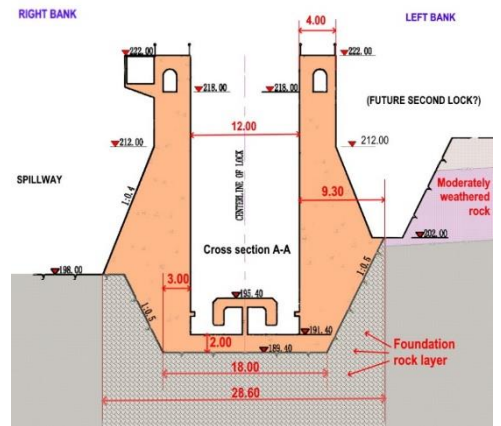 RIGHT BANK
LEFT BANK
4.00
222.00
222.00
218.00
218.00
(FUTURE SECOND LOCK?)
12.00
212.00
212.00
CENTERLINE OF LOCK
SPILLWAY
1:0.4
9.30
Moderately
weathered
rock
Cross section A-A
202.00
198.00
1:0.5
3.00
1:0.5
195.40
191.40
2.00
189.40
Foundation
rock layer
18.00
28.60